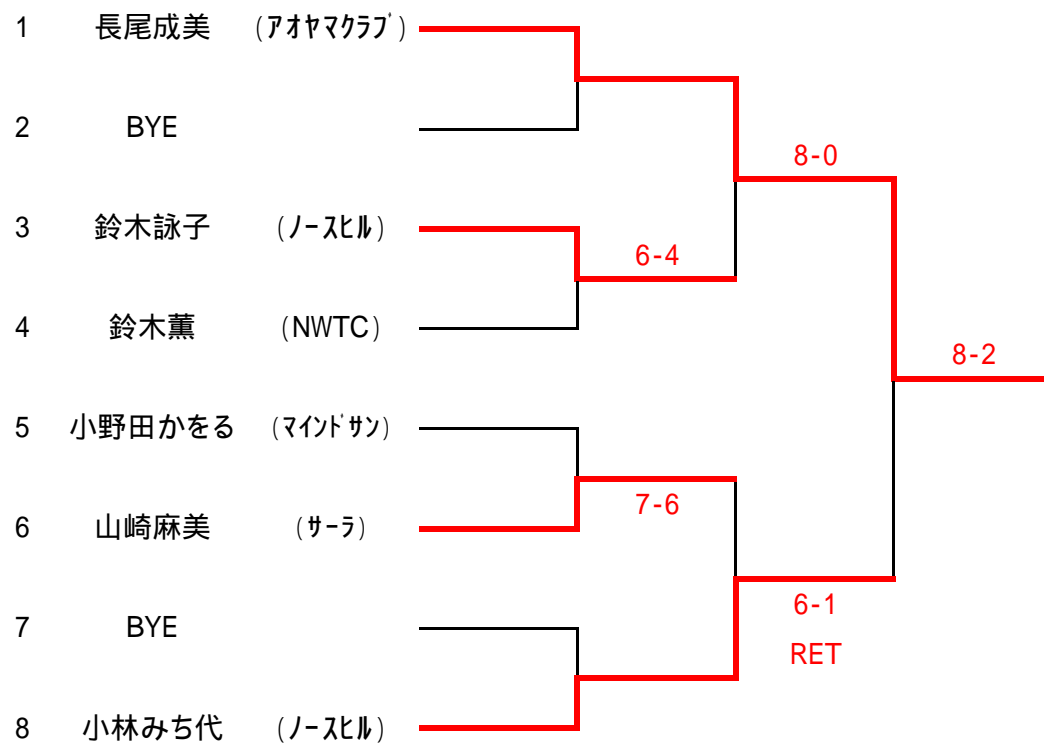 1 長尾成美 (ｱｵﾔﾏｸﾗﾌﾞ)
2 BYE
8-0
3 鈴木詠子 (ﾉｰｽﾋﾙ)
6-4
4 鈴木薫 (NWTC)
8-2
5 小野田かをる (ﾏｲﾝﾄﾞｻﾝ)
7-6
6 山崎麻美 (ｻｰﾗ)
6-1
7 BYE
RET
8 小林みち代 (ﾉｰｽﾋﾙ)